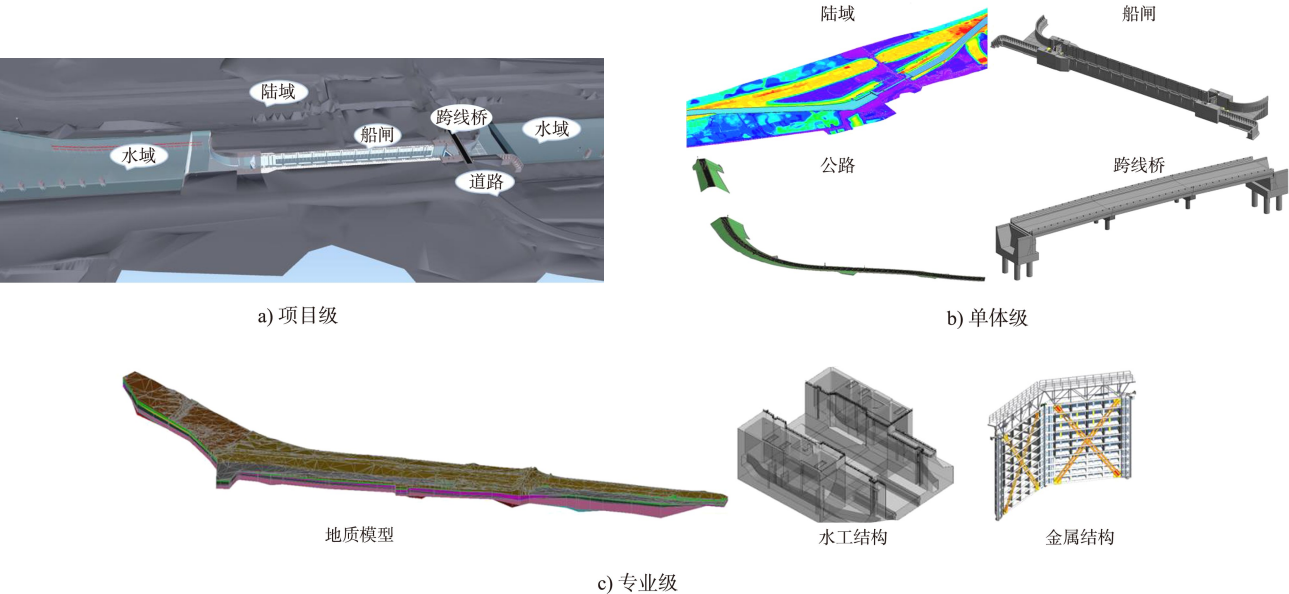 陆域
船闸
跨线桥
水域
水域
道路
a) 项目级
陆域
船闸
公路
跨线桥
b) 单体级
地质模型
水工结构
金属结构
c) 专业级